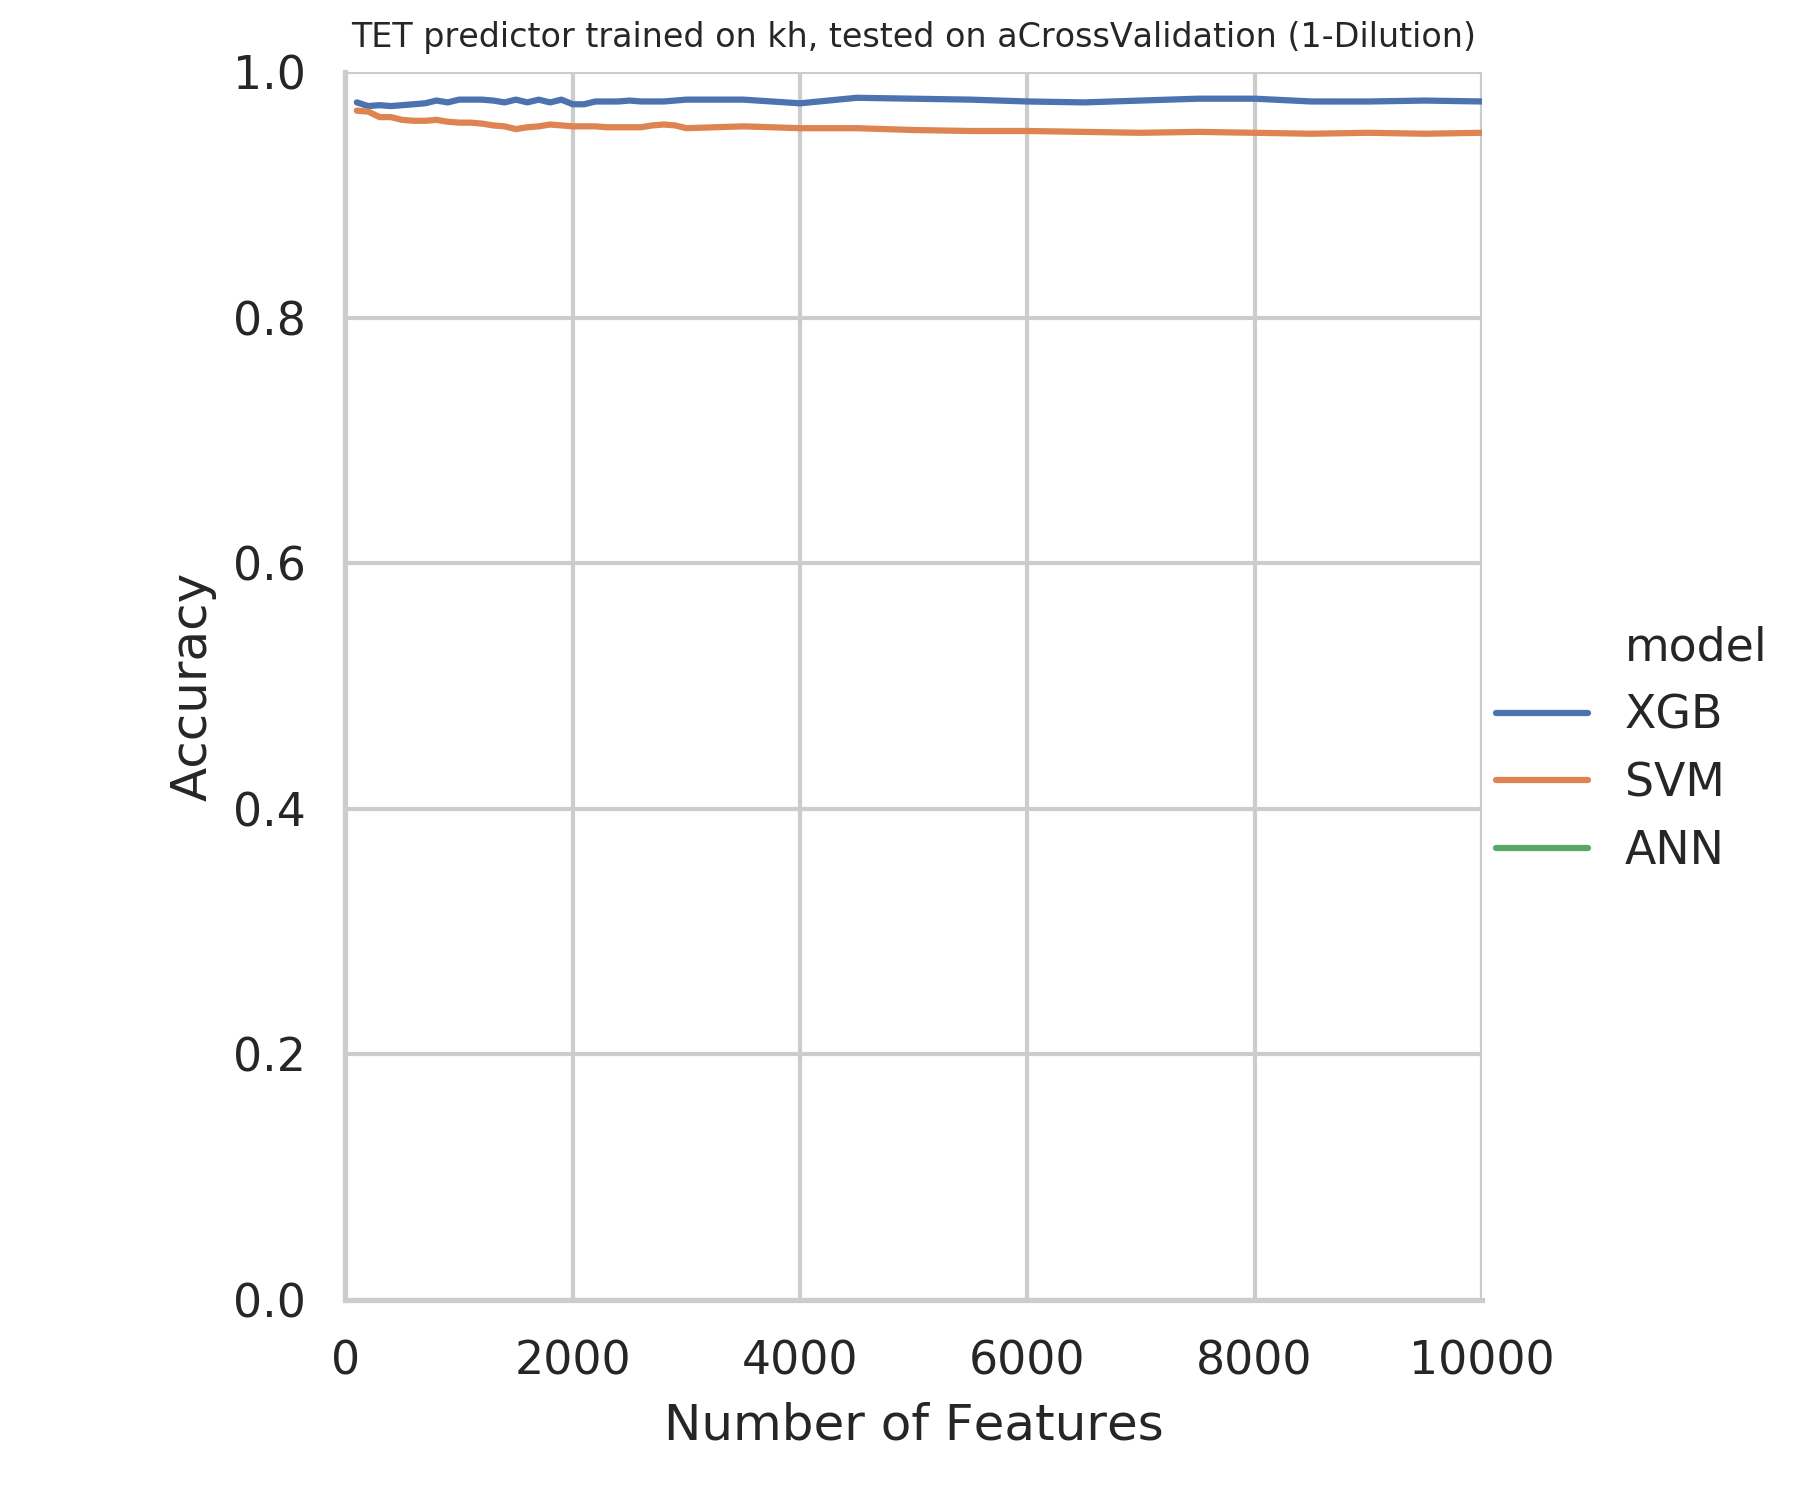 TET predictor trained on kh, tested on aCrossValidation (1-Dilution)
1.0
0.8
0.6
0.4
0.2
0.0
Accuracy
0 2000 4000 6000 8000 10000
Number of Features
model
XGB
SVM
ANN